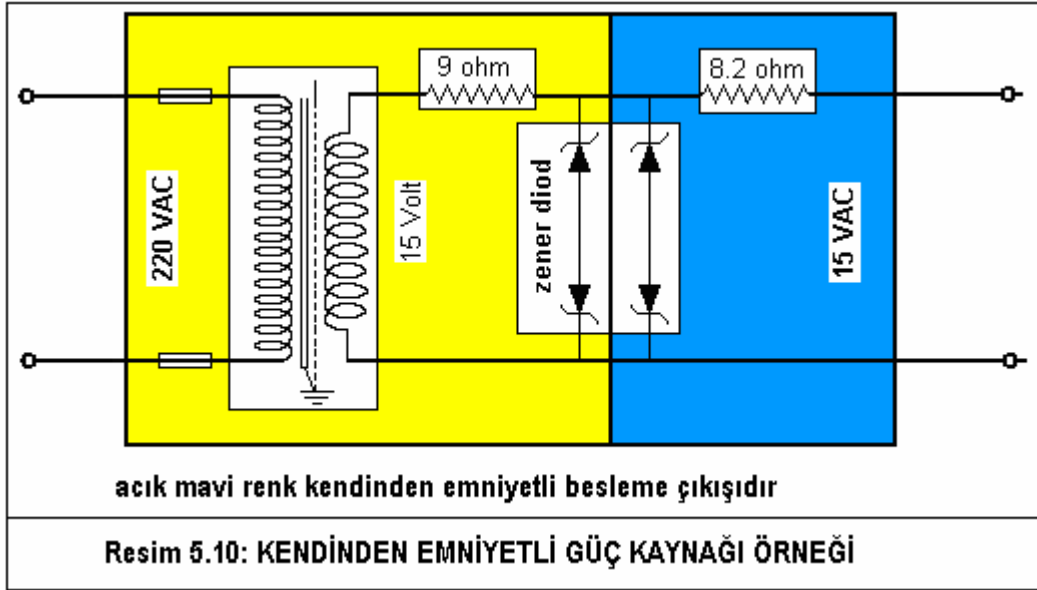 9 ohm
8.2 ohm
220 VAC
15 Volt
zener diod
15 VAC
acık mavi renk kendinden emniyetli besleme çıkışıdır
Resim 5.10: KENDİNDEN EMNİYETLİ GÜÇ KAYNAĞI ÖRNEĞİ